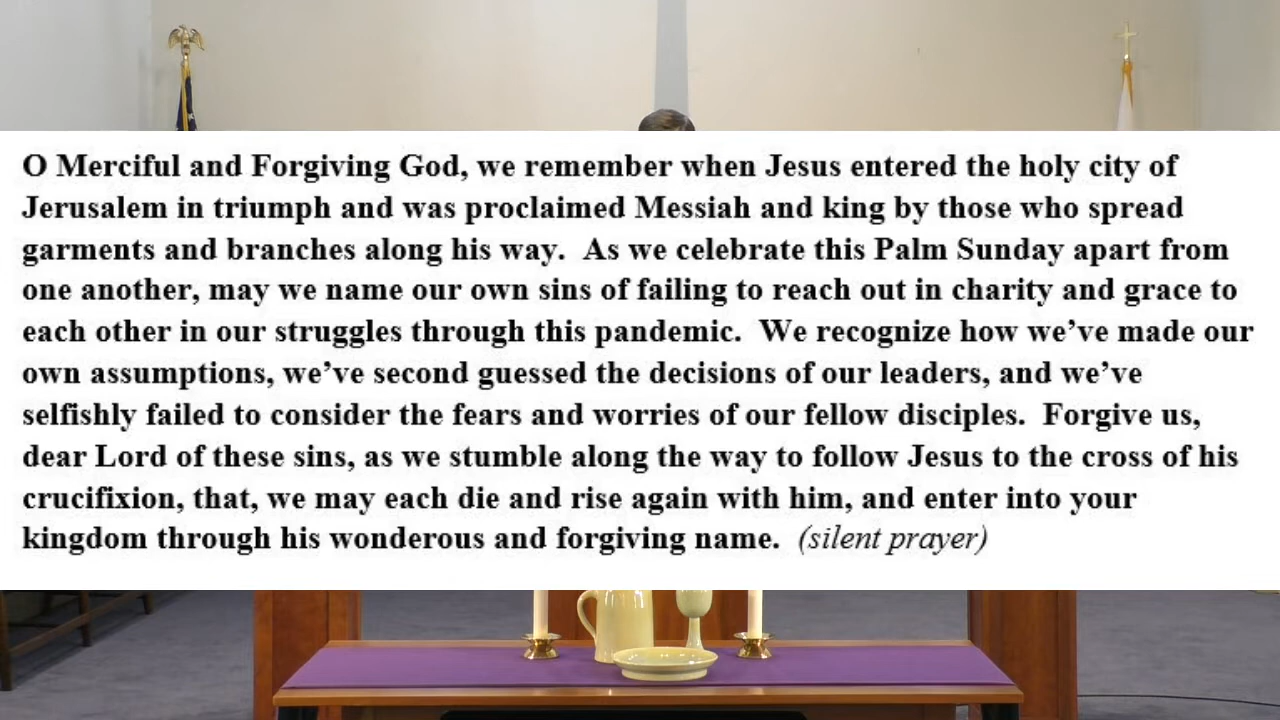 O Merciful and Forgiving God, we remember when Jesus entered the holy city of
Jerusalem in triumph and was proclaimed Messiah and king by those who spread
garments and branches along his way.  As we celebrate this Palm Sunday apart from
one another, may we name our own sins of failing to reach out in charity and grace to
each other in our struggles through this pandemic.  We recognize how we’ve made our
own assumptions, we’ve second guessed the decisions of our leaders, and we’ve
selfishly failed to consider the fears and worries of our fellow disciples.  Forgive us,
dear Lord of these sins, as we stumble along the way to follow Jesus to the cross of his
crucifixion, that, we may each die and rise again with him, and enter into your
kingdom through his wonderous and forgiving name.  (silent prayer)